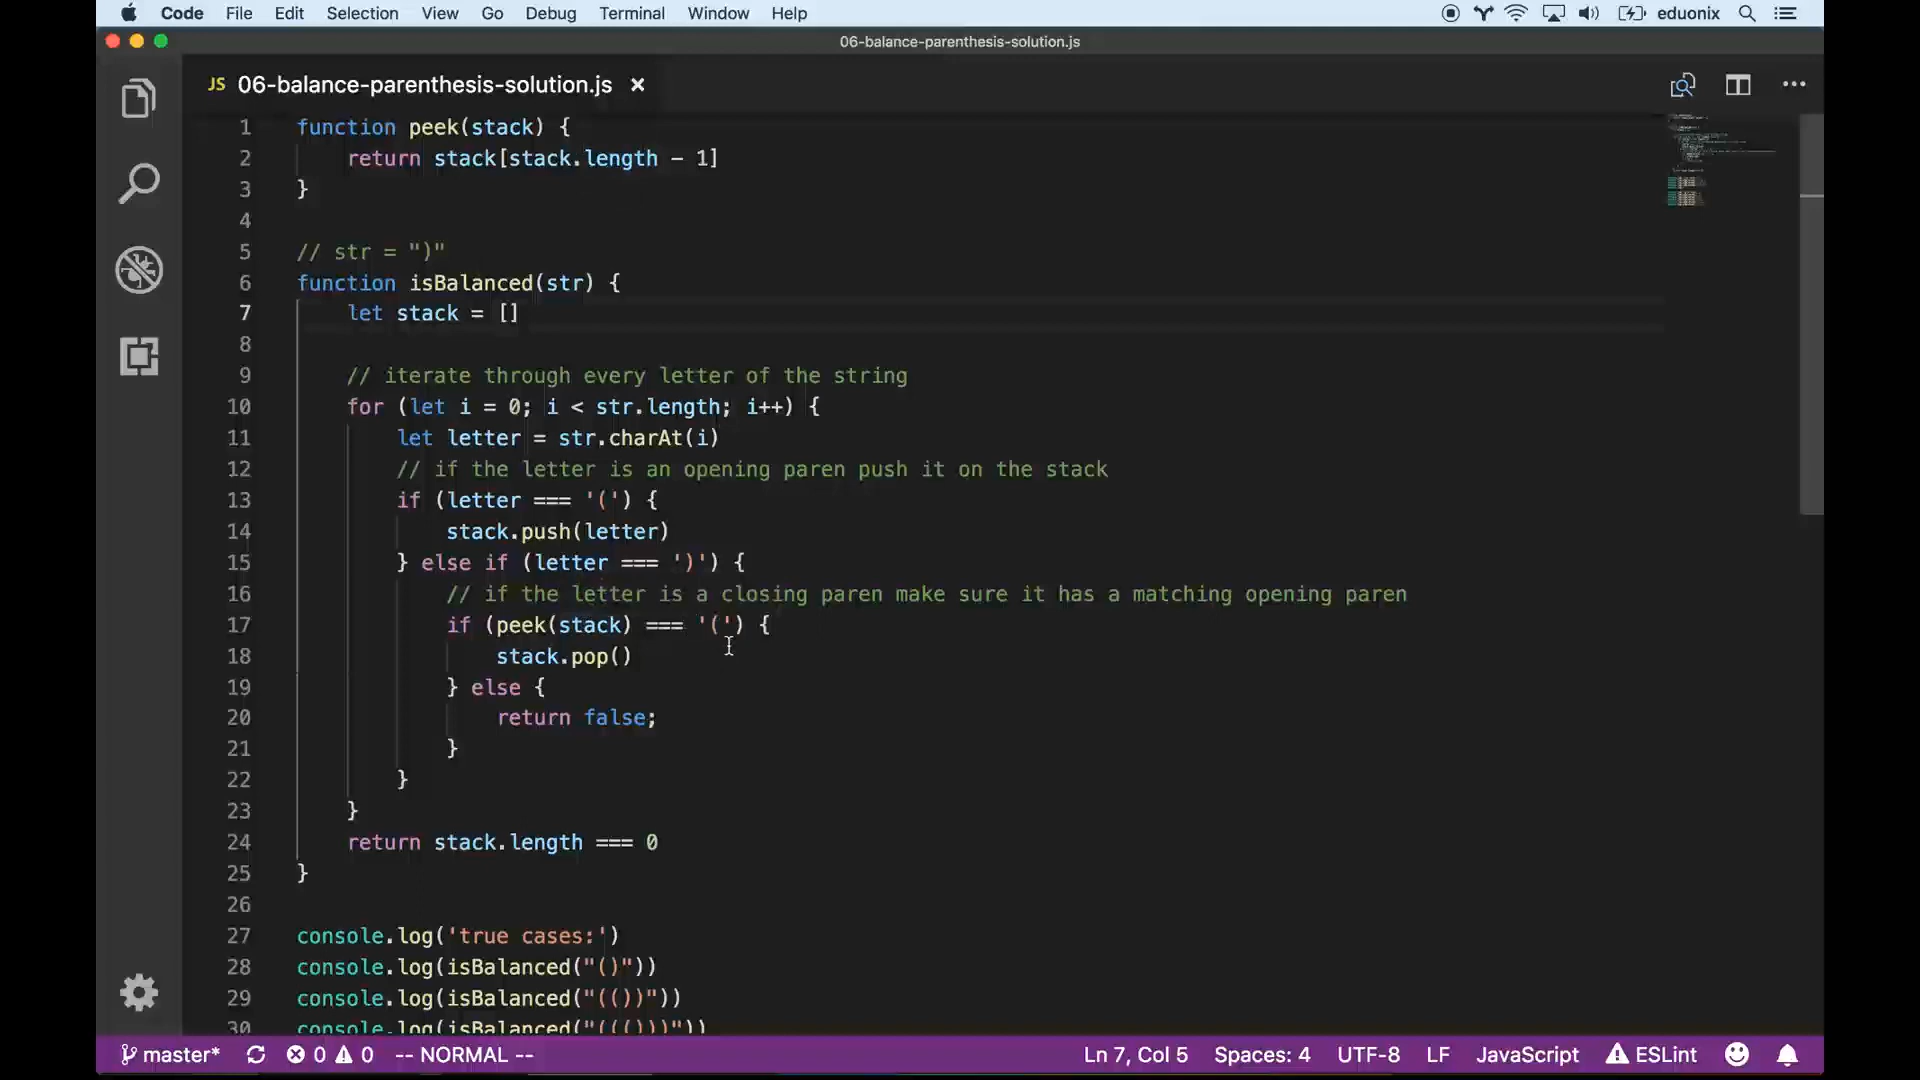 Code File Edit Selection View Go Debug Terminal Window Help eduonix
06-balance-parenthesis-solution.js
JS 06-balance-parenthesis-solution.js
1 function peek(stack) {
2 return stack[stack.length - 1]
3 }
4
5 // str = ")"
6 function isBalanced(str) {
7 let stack = []
8
9 // iterate through every letter of the string
10 for (let i = 0; i < str.length; i++) {
11 let letter = str.charAt(i)
12 // if the letter is an opening paren push it on the stack
13 if (letter === '(') {
14 stack.push(letter)
15 } else if (letter === ')') {
16 // if the letter is a closing paren make sure it has a matching opening paren
17 if (peek(stack) === '(') {
18 stack.pop()
19 } else {
20 return false;
21 }
22 }
23 }
24 return stack.length === 0
25 }
26
27 console.log('true cases:')
28 console.log(isBalanced("()"))
29 console.log(isBalanced("(())"))
30 console.log(isBalanced("((()))"))
master* 0 0 -- NORMAL -- Ln 7, Col 5 Spaces: 4 UTF-8 LF JavaScript ESLint